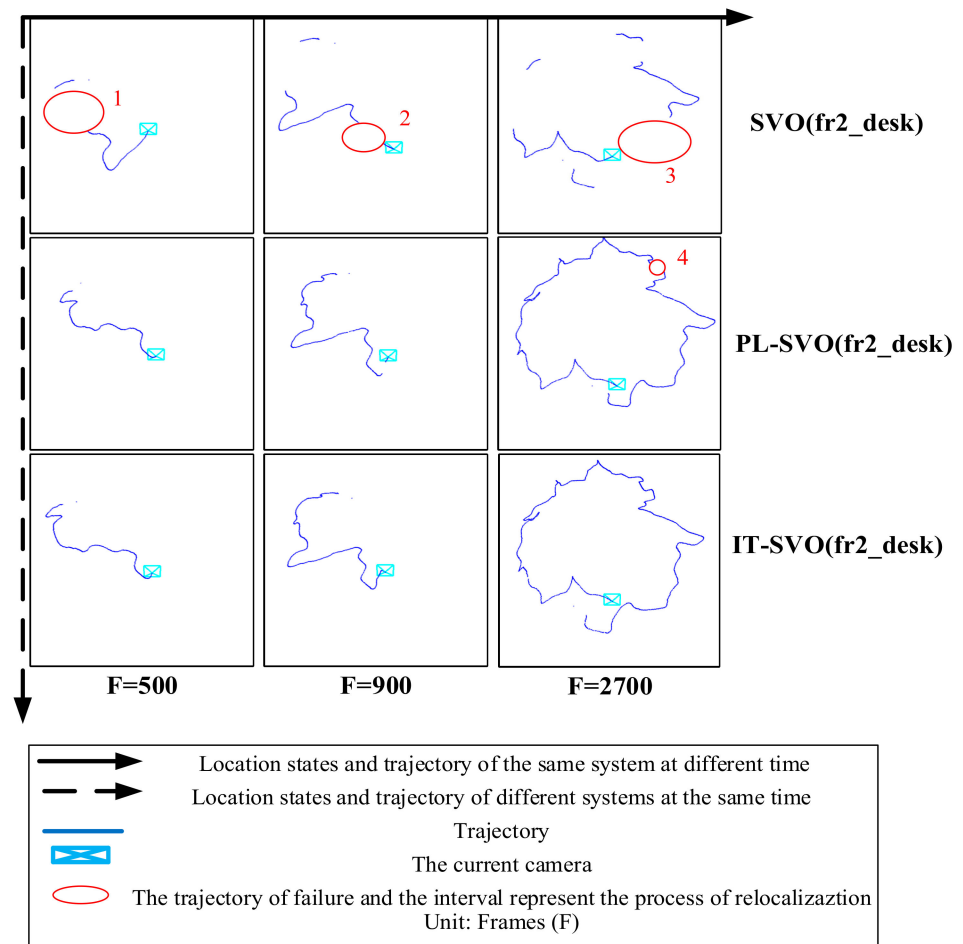 1
2
3
SVO(fr2_desk)
4
PL-SVO(fr2_desk)
IT-SVO(fr2_desk)
F=500
F=900
F=2700
Location states and trajectory of the same system at different time
Location states and trajectory of different systems at the same time
Trajectory
The current camera
The trajectory of failure and the interval represent the process of relocalizaztion
Unit: Frames (F)